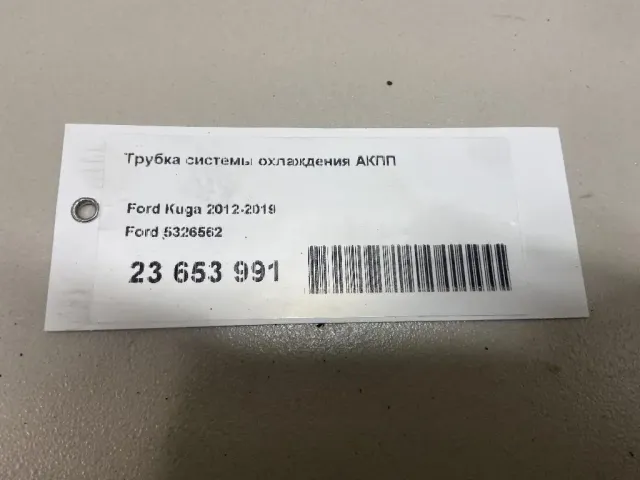 Трубка системы охлаждения АКПП
Ford Kuga 2012-2019
Ford 5326562
23 653 991